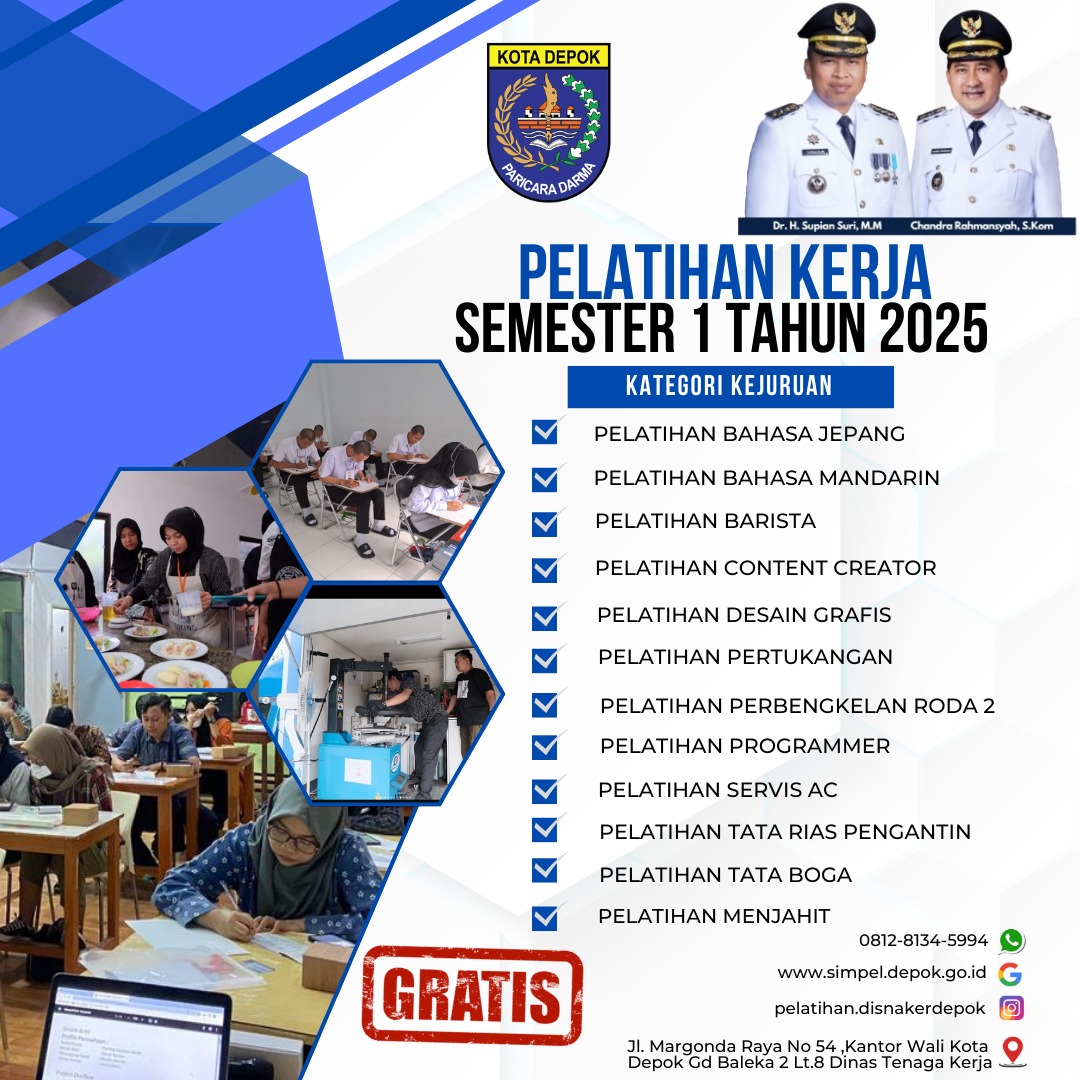 KOTA DEPOK
PARICARA DARMA
Dr. H. Supian Suri, M.M
Chandra Rahmansyah, S.Kom
PELATIHAN KERJA
SEMESTER 1 TAHUN 2025
KATEGORI KEJURUAN
PELATIHAN BAHASA JEPANG
PELATIHAN BAHASA MANDARIN
PELATIHAN BARISTA
PELATIHAN CONTENT CREATOR
PELATIHAN DESAIN GRAFIS
PELATIHAN PERTUKANGAN
PELATIHAN PERBENGKELAN RODA 2
PELATIHAN PROGRAMMER
PELATIHAN SERVIS AC
PELATIHAN TATA RIAS PENGANTIN
PELATIHAN TATA BOGA
PELATIHAN MENJAHIT
GRATIS
0812-8134-5994
www.simpel.depok.go.id
pelatihan.disnakerdepok
Jl. Margonda Raya No 54 ,Kantor Wali Kota
Depok Gd Baleka 2 Lt.8 Dinas Tenaga Kerja